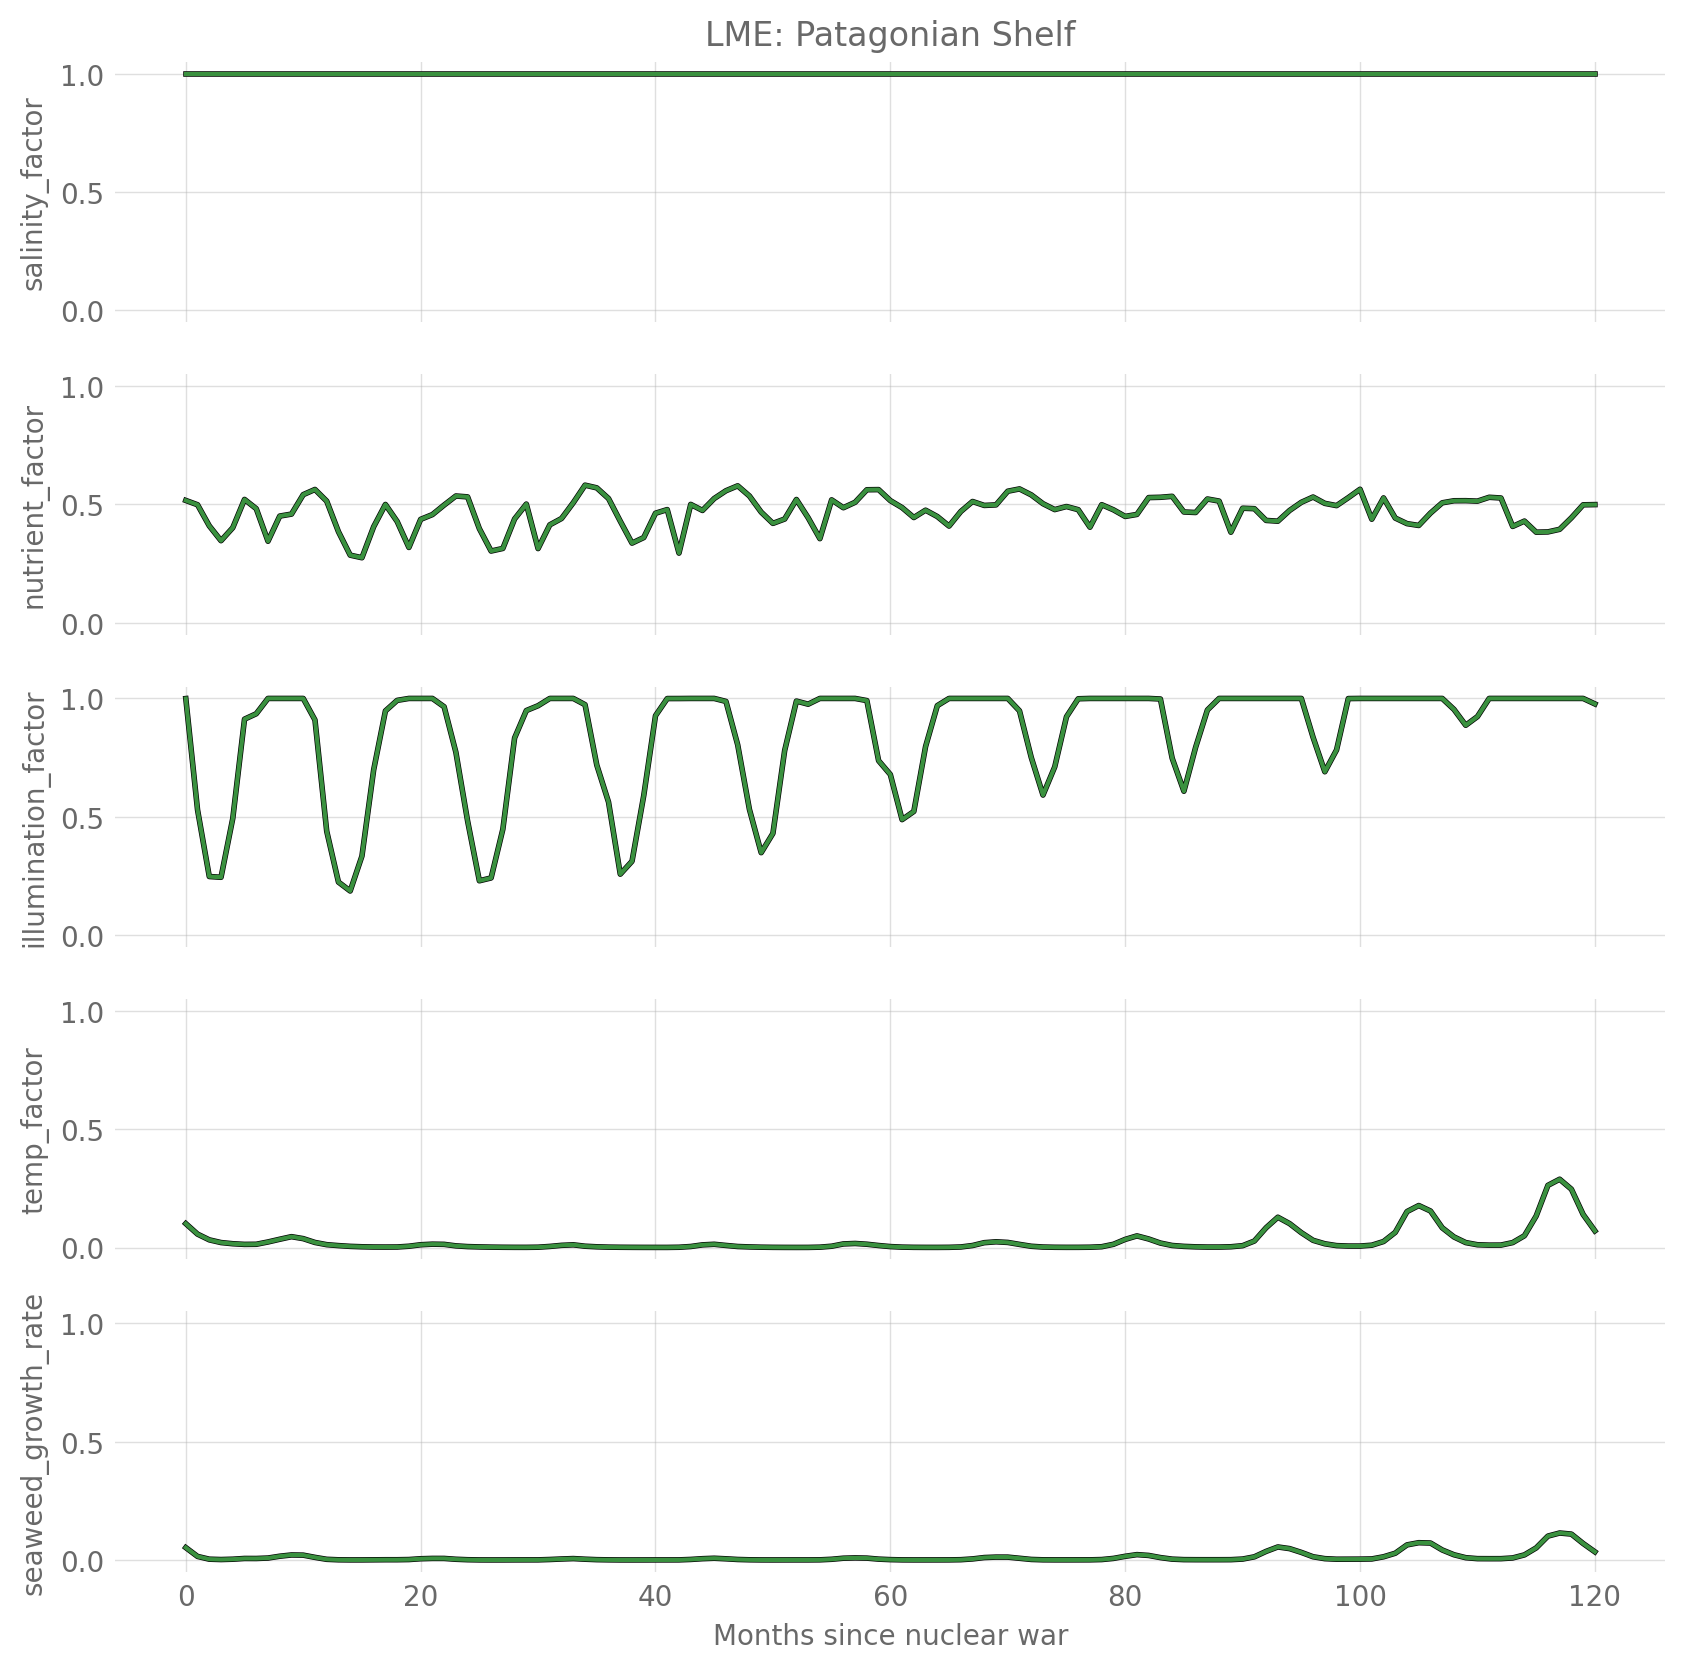 LME: Patagonian Shelf
salinity_factor
1.0
0.5
0.0
nutrient_factor
1.0
0.5
0.0
illumination_factor
1.0
0.5
0.0
temp_factor
1.0
0.5
0.0
seaweed_growth_rate
1.0
0.5
0.0
0 20 40 60 80 100 120
Months since nuclear war